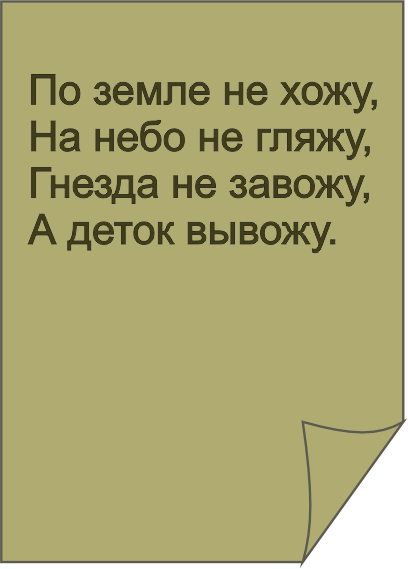 По земле не хожу,
На небо не гляжу,
Гнезда не завожу,
А деток вывожу.